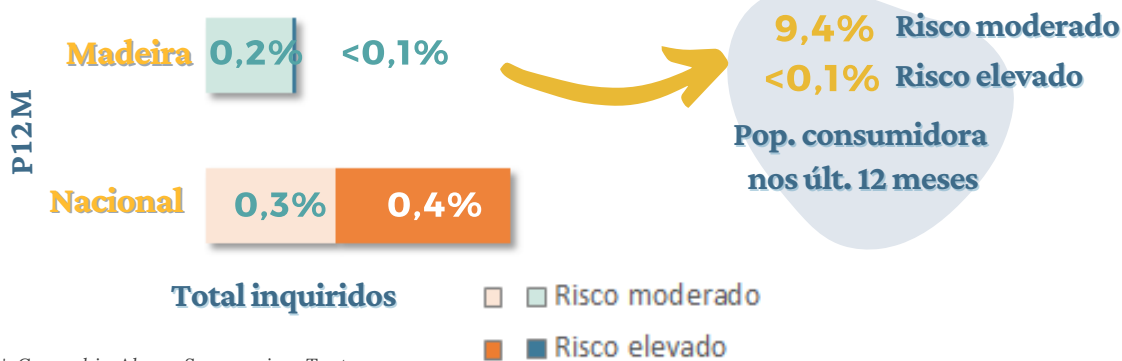 Madeira 0,2% <0,1%
9,4% Risco moderado
<0,1% Risco elevado
Pop. consumidora
nos últ. 12 meses
P12M
Nacional 0,3% 0,4%
Total inquiridos
Risco moderado
Risco elevado